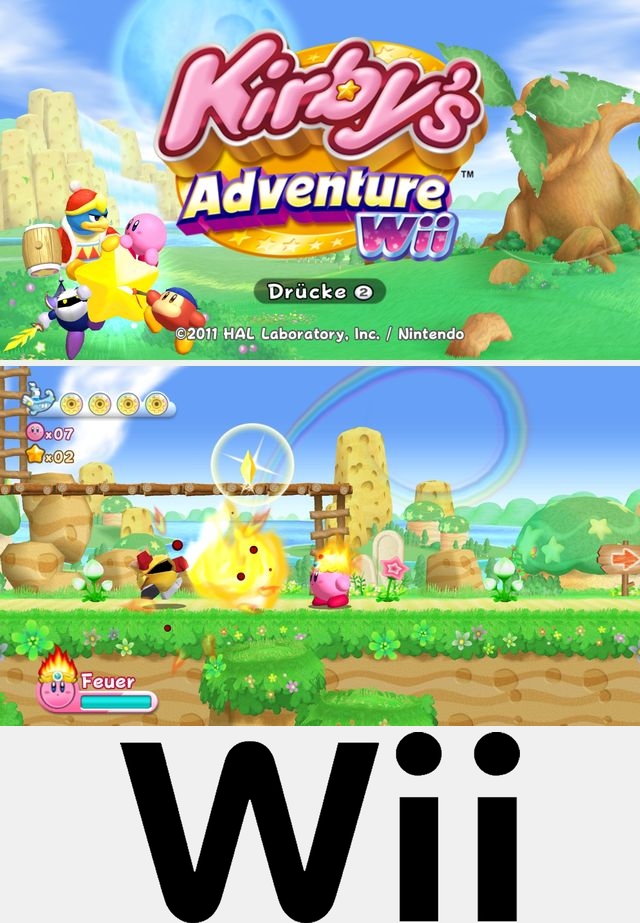 Kirby's
Adventure
Wii
TM
Drücke ②
©2011 HAL Laboratory, Inc. / Nintendo
x07
x02
Feuer
Wii